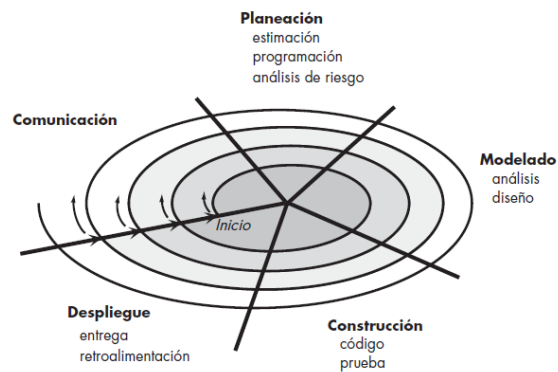 Planeación
estimación
programación
análisis de riesgo
Comunicación
Modelado
análisis
diseño
Inicio
Despliegue
entrega
retroalimentación
Construcción
código
prueba